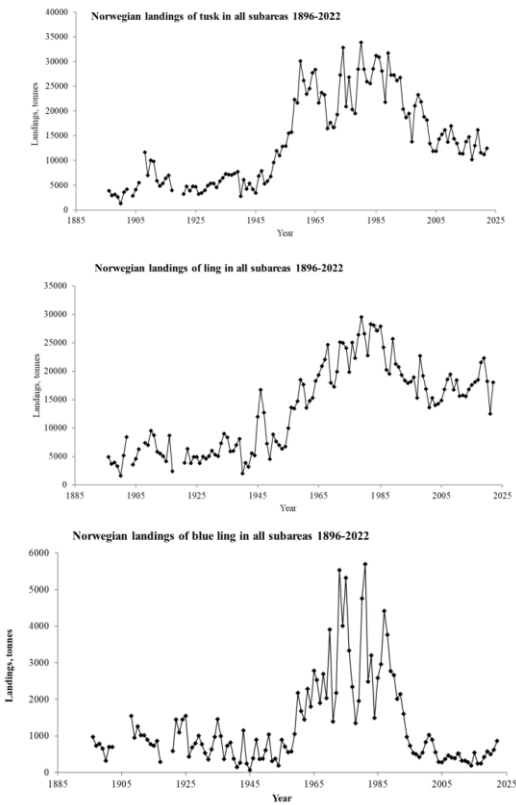 Norwegian landings of tusk in all subareas 1896-2022
40000
35000
30000
25000
20000
15000
10000
5000
0
Landings, tonnes
1885 1905 1925 1945 1965 1985 2005 2025
Year
Norwegian landings of ling in all subareas 1896-2022
35000
30000
25000
20000
15000
10000
5000
0
Landings, tonnes
1885 1905 1925 1945 1965 1985 2005 2025
Year
Norwegian landings of blue ling in all subareas 1896-2022
6000
5000
4000
3000
2000
1000
0
Landings, tonnes
1885 1905 1925 1945 1965 1985 2005 2025
Year